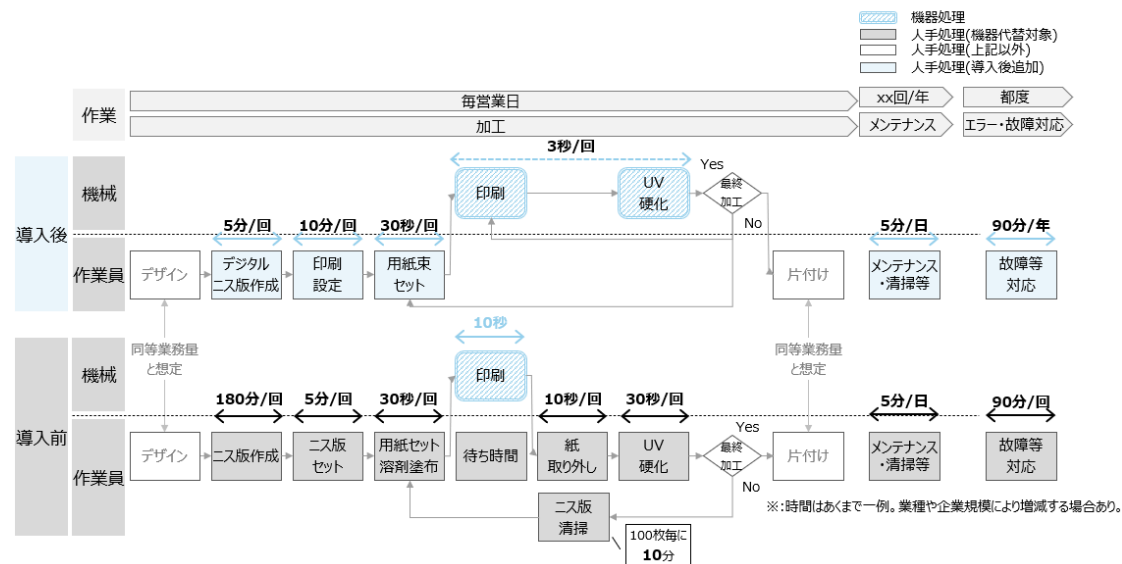 機器処理
人手処理(機器代替対象)
人手処理(上記以外)
人手処理(導入後追加)
作業
毎営業日
xx回/年
都度
加工
メンテナンス
エラー・故障対応
導入後
機械
3秒/回
印刷
UV
硬化
最終
加工
Yes
No
作業員
5分/回
10分/回
30秒/回
5分/日
90分/年
デザイン
デジタル
ニス版作成
印刷
設定
用紙束
セット
片付け
メンテナンス
・清掃等
故障等
対応
同等業務量
と想定
同等業務量
と想定
導入前
機械
10秒
印刷
作業員
180分/回
5分/回
30秒/回
10秒/回
30秒/回
5分/日
90分/回
デザイン
ニス版作成
ニス版
セット
用紙セット
溶剤塗布
待ち時間
紙
取り外し
UV
硬化
最終
加工
Yes
No
片付け
メンテナンス
・清掃等
故障等
対応
ニス版
清掃
100枚毎に
10分
※:時間はあくまで一例。業種や企業規模により増減する場合あり。